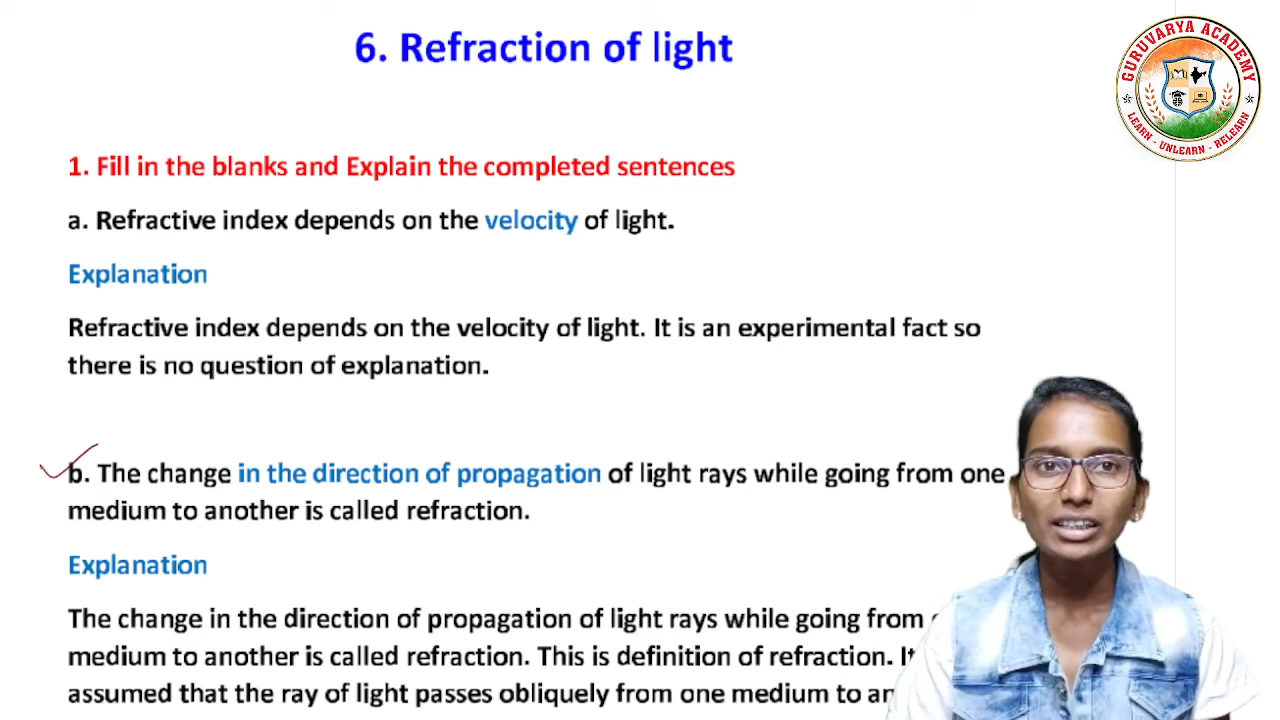 6. Refraction of light
GURUVARYA ACADEMY
LEARN - UNLEARN - RELEARN
1. Fill in the blanks and Explain the completed sentences
a. Refractive index depends on the velocity of light.
Explanation
Refractive index depends on the velocity of light. It is an experimental fact so
there is no question of explanation.
b. The change in the direction of propagation of light rays while going from one
medium to another is called refraction.
Explanation
The change in the direction of propagation of light rays while going from
medium to another is called refraction. This is definition of refraction. It
assumed that the ray of light passes obliquely from one medium to